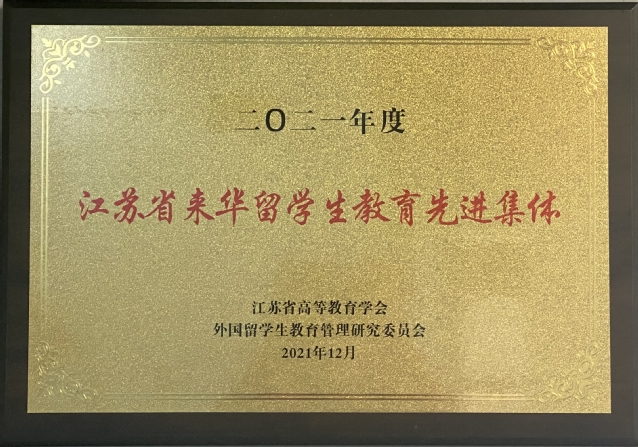 二〇二一年度
江苏省来华留学生教育先进集体
江苏省高等教育学会
外国留学生教育管理研究委员会
2021年12月